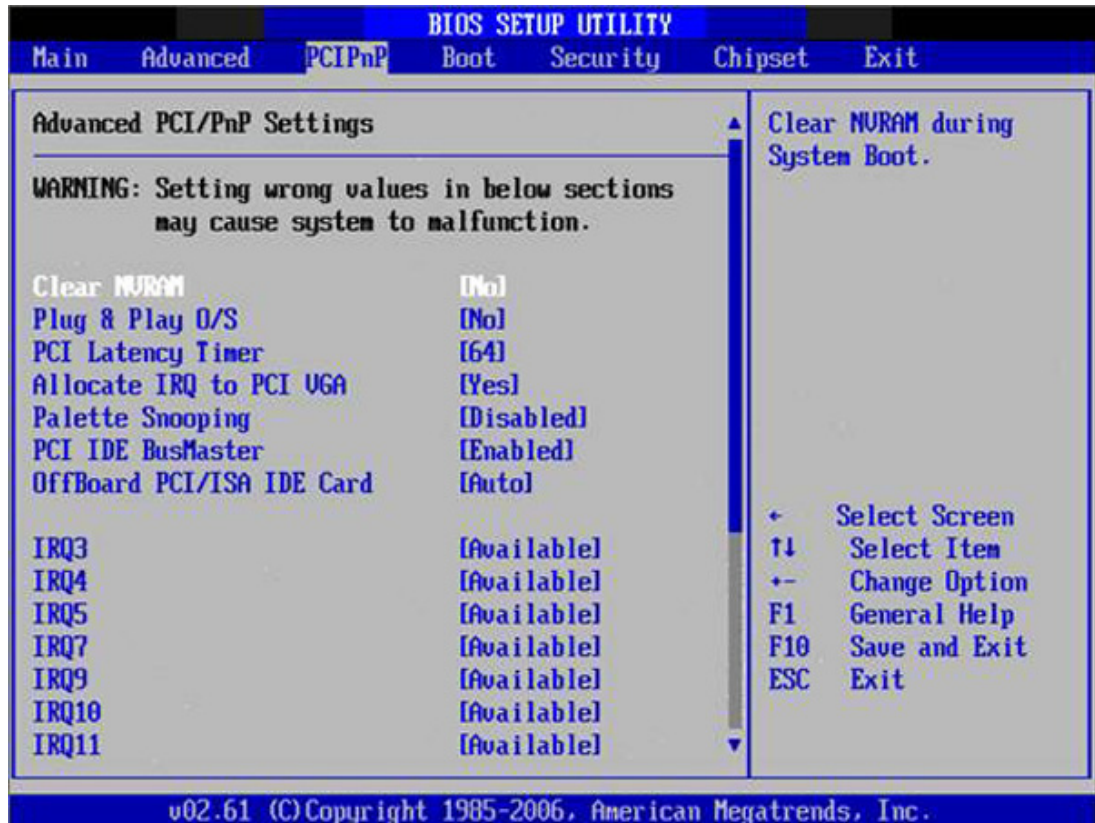 BIOS SETUP UTILITY
Main Advanced PCIPnP Boot Security Chipset Exit
Advanced PCI/PnP Settings
WARNING: Setting wrong values in below sections
may cause system to malfunction.
Clear NVRAM [No]
Plug & Play O/S [No]
PCI Latency Timer [64]
Allocate IRQ to PCI VGA [Yes]
Palette Snooping [Disabled]
PCI IDE BusMaster [Enabled]
OffBoard PCI/ISA IDE Card [Auto]
IRQ3 [Available]
IRQ4 [Available]
IRQ5 [Available]
IRQ7 [Available]
IRQ9 [Available]
IRQ10 [Available]
IRQ11 [Available]
Clear NVRAM during
System Boot.
← Select Screen
↑↓ Select Item
+- Change Option
F1 General Help
F10 Save and Exit
ESC Exit
v02.61 (C)Copyright 1985-2006, American Megatrends, Inc.